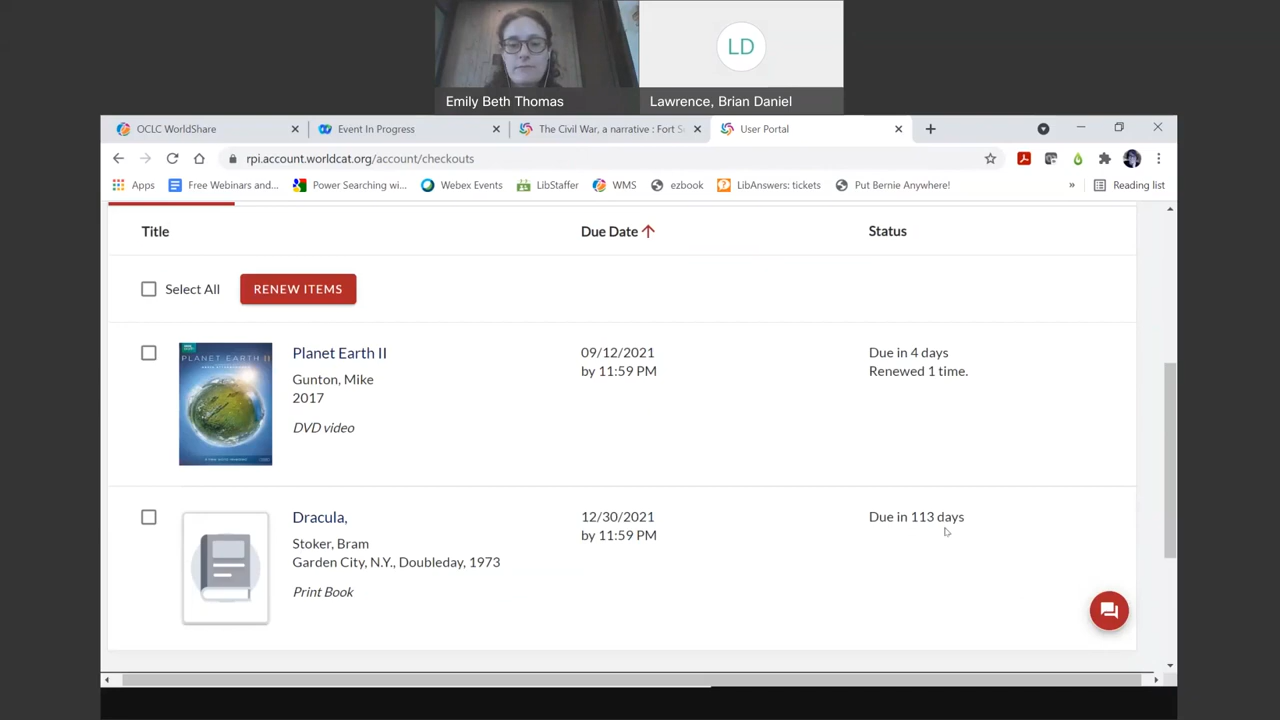 LD
Emily Beth Thomas
Lawrence, Brian Daniel
OCLC WorldShare
Event In Progress
The Civil War, a narrative : Fort S
User Portal
rpi.account.worldcat.org/account/checkouts
Apps
Free Webinars and...
Power Searching wi...
Webex Events
LibStaffer
WMS
ezbook
LibAnswers: tickets
Put Bernie Anywhere!
»
Reading list
Title
Due Date
Status
Select All
RENEW ITEMS
PLANET EARTH II
Planet Earth II
Gunton, Mike
2017
DVD video
09/12/2021
by 11:59 PM
Due in 4 days
Renewed 1 time.
Dracula,
Stoker, Bram
Garden City, N.Y., Doubleday, 1973
Print Book
12/30/2021
by 11:59 PM
Due in 113 days